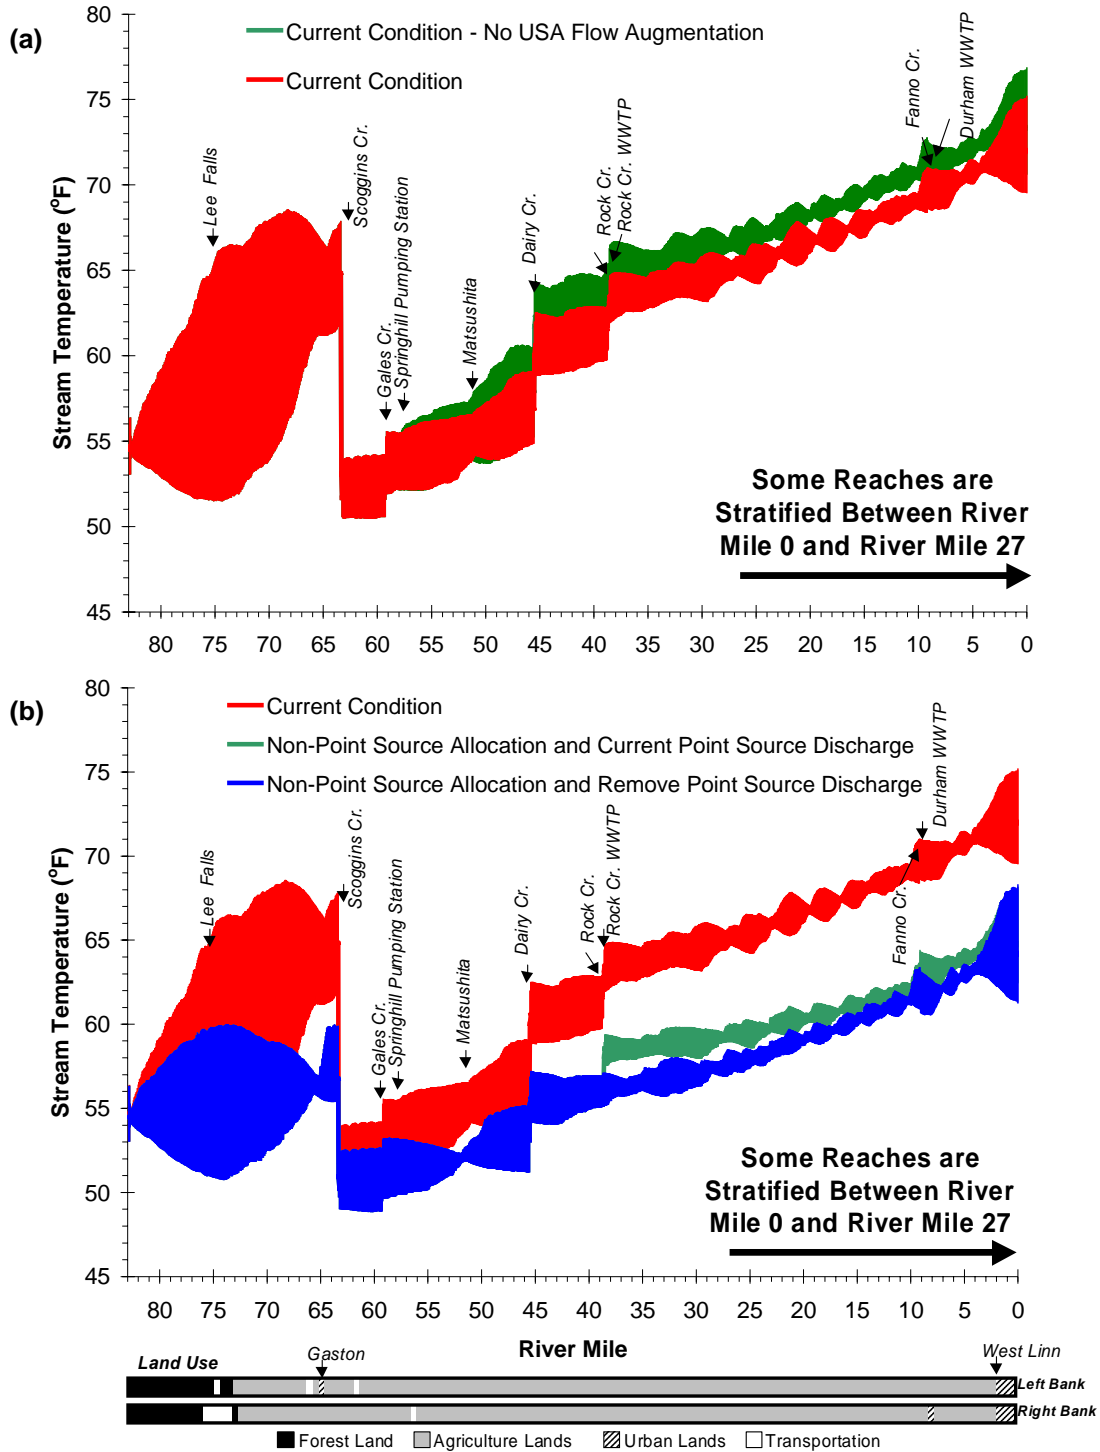 (a)
80
75
70
65
60
55
50
45
Stream Temperature (°F)
Current Condition - No USA Flow Augmentation
Current Condition
Lee Falls
Scoggins Cr.
Gales Cr.
Springhill Pumping Station
Matsushita
Dairy Cr.
Rock Cr.
Rock Cr. WWTP
Fanno Cr.
Durham WWTP
Some Reaches are
Stratified Between River
Mile 0 and River Mile 27
80 75 70 65 60 55 50 45 40 35 30 25 20 15 10 5 0
(b)
80
75
70
65
60
55
50
45
Stream Temperature (°F)
Current Condition
Non-Point Source Allocation and Current Point Source Discharge
Non-Point Source Allocation and Remove Point Source Discharge
Lee Falls
Scoggins Cr.
Gales Cr.
Springhill Pumping Station
Matsushita
Dairy Cr.
Rock Cr.
Rock Cr. WWTP
Fanno Cr.
Durham WWTP
Some Reaches are
Stratified Between River
Mile 0 and River Mile 27
80 75 70 65 60 55 50 45 40 35 30 25 20 15 10 5 0
River Mile
Land Use
Gaston
West Linn
Left Bank
Right Bank
Forest Land Agriculture Lands Urban Lands Transportation